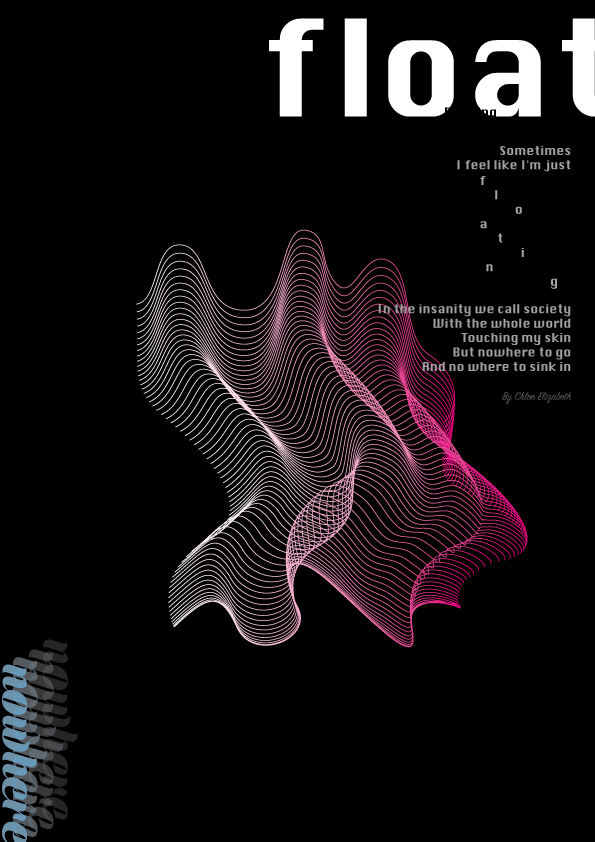 float
Sometimes
I feel like I'm just
f
l
o
a
t
i
n
g
In the insanity we call society
With the whole world
Touching my skin
But nowhere to go
And no where to sink in
By Chloe Elizabeth
nowhere
nowhere
nowhere